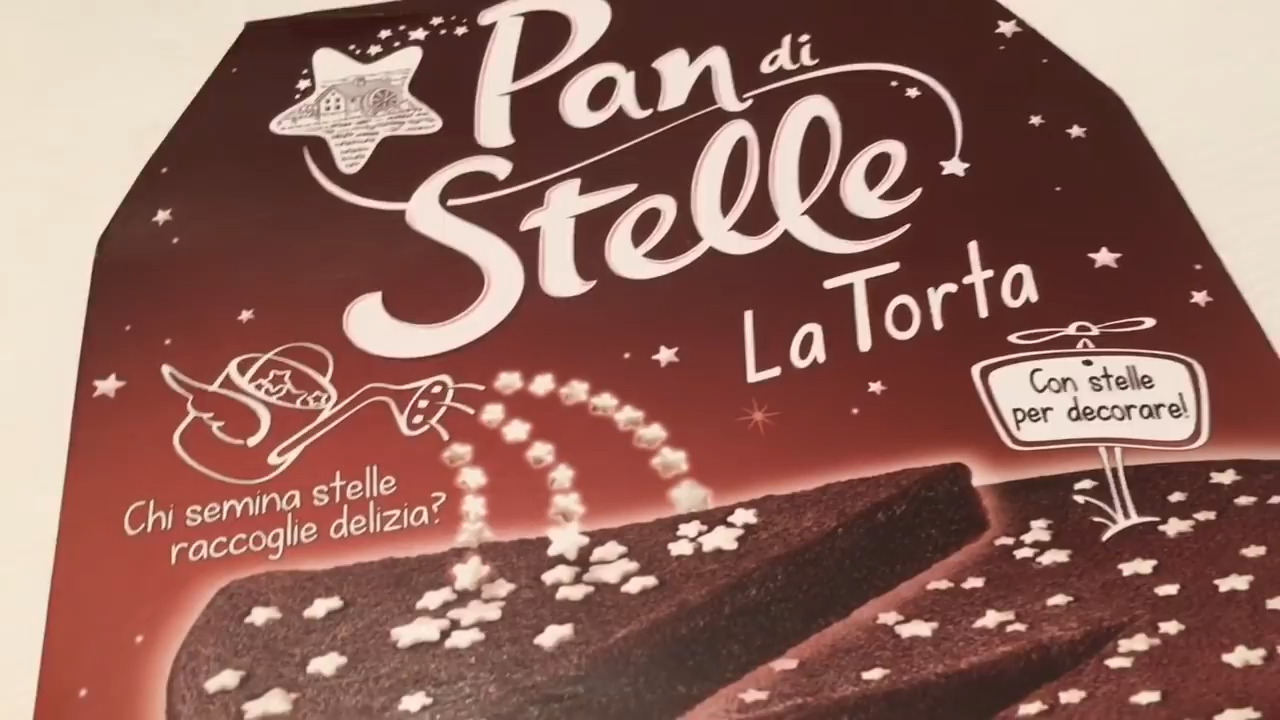 Pan di
Stelle
La Torta
Con stelle
per decorare!
Chi semina stelle
raccoglie delizia?